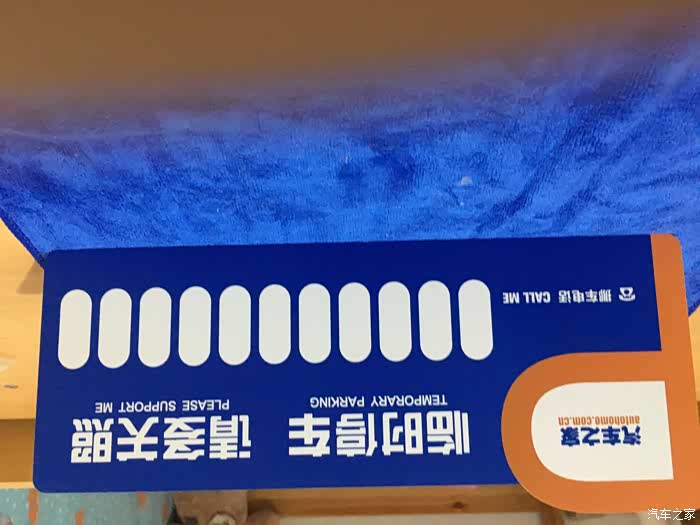 汽车之家
autohome.com.cn
临时停车 请多关照
TEMPORARY PARKING PLEASE SUPPORT ME
挪车电话 CALL ME
汽车之家